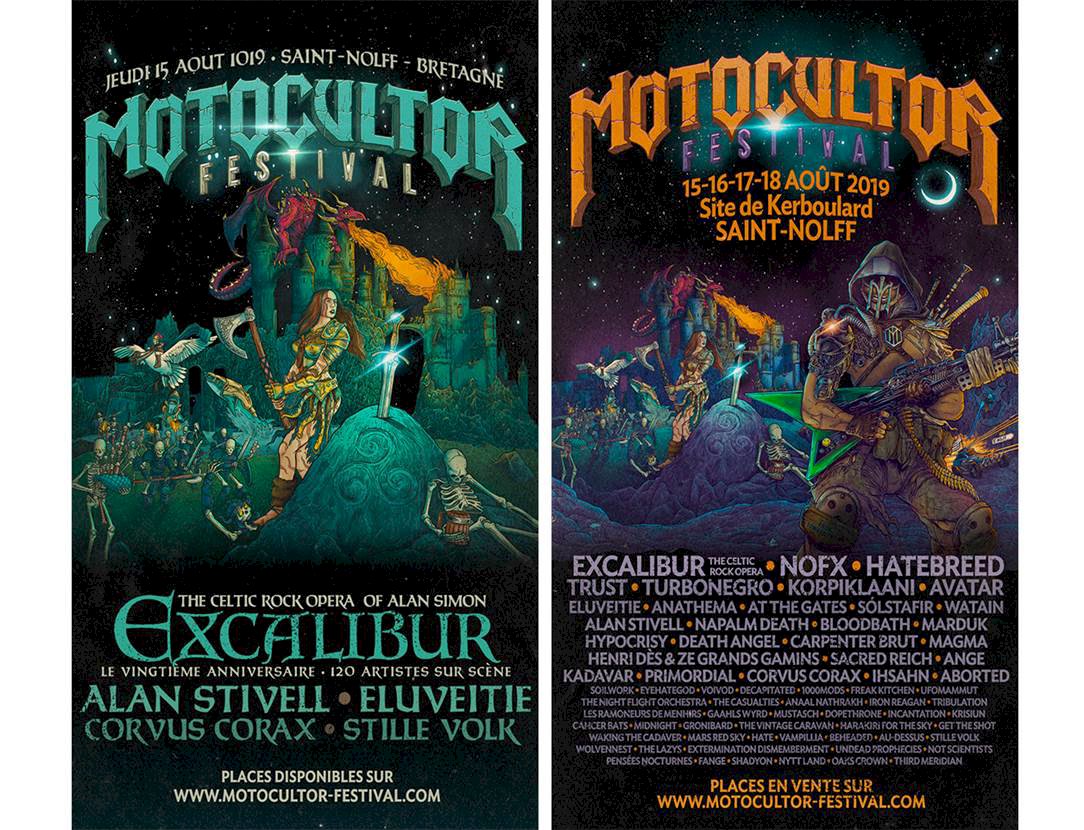 JEUDI 15 AOUT 1019 • SAINT-NOLFF - BRETAGNE
MOTOCULTOR
FESTIVAL
THE CELTIC ROCK OPERA OF ALAN SIMON
EXCALIBUR
LE VINGTIÈME ANNIVERSAIRE • 120 ARTISTES SUR SCÈNE
ALAN STIVELL • ELUVEITIE
CORVUS CORAX • STILLE VOLK
PLACES DISPONIBLES SUR
WWW.MOTOCULTOR-FESTIVAL.COM
MOTOCULTOR
FESTIVAL
15-16-17-18 AOÛT 2019
Site de Kerboulard
SAINT-NOLFF
EXCALIBUR THE CELTIC ROCK OPERA • NOFX • HATEBREED
TRUST • TURBONEGRO • KORPIKLAANI • AVATAR
ELUVEITIE • ANATHEMA • AT THE GATES • SÓLSTAFIR • WATAIN
ALAN STIVELL • NAPALM DEATH • BLOODBATH • MARDUK
HYPOCRISY • DEATH ANGEL • CARPENTER BRUT • MAGMA
HENRI DÈS & ZE GRANDS GAMINS • SACRED REICH • ANGE
KADAVAR • PRIMORDIAL • CORVUS CORAX • IHSAHN • ABORTED
SOILWORK • EYEHATEGOD • VOIVOD • DECAPITATED • 1000MODS • FREAK KITCHEN • UFOMAMMUT
THE NIGHT FLIGHT ORCHESTRA • THE CASUALTIES • ANAAL NATHRAKH • IRON REAGAN • TRIBULATION
LES RAMONEURS DE MENHIRS • GAAHLS WYRD • MUSTASCH • DOPETHRONE • INCANTATION • KRISIUN
CANCER BATS • MIDNIGHT • GRONIBARD • THE VINTAGE CARAVAN • HARAKIRI FOR THE SKY • GET THE SHOT
WAKING THE CADAVER • MARS RED SKY • HATE • VAMPILLIA • BEHEADED • AU-DESSUS • STILLE VOLK
WOLVENNEST • THE LAZYS • EXTERMINATION DISMEMBERMENT • UNDEAD PROPHECIES • NOT SCIENTISTS
PENSÉES NOCTURNES • FANGE • SHADYON • NYTT LAND • OAKS CROWN • THIRD MERIDIAN
PLACES EN VENTE SUR
WWW.MOTOCULTOR-FESTIVAL.COM